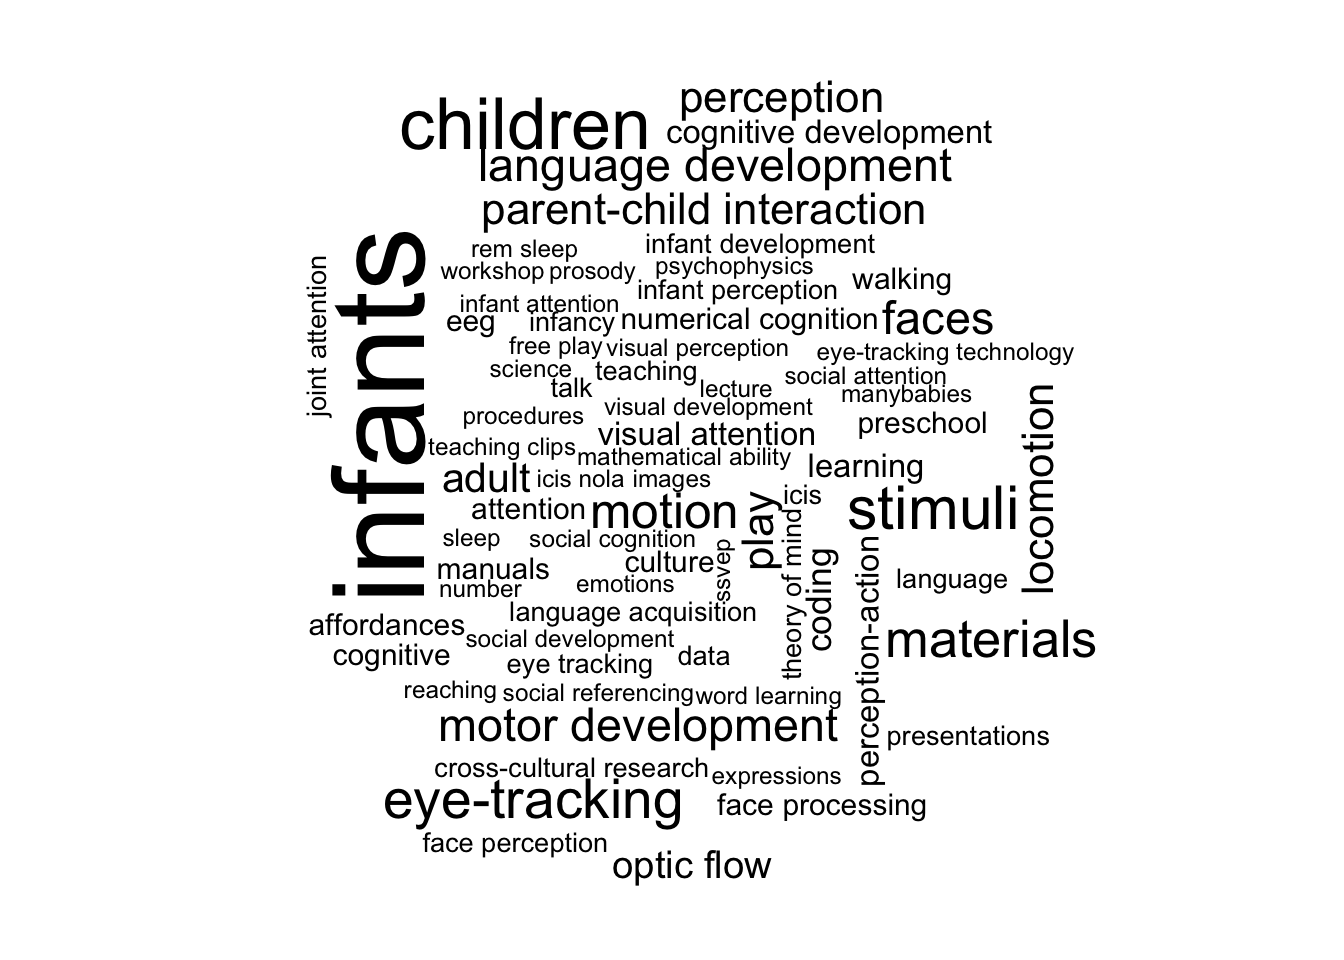 perception
children
cognitive development
language development
parent-child interaction
rem sleep
infant development
joint attention
infants
workshop
prosody
psychophysics
walking
infant perception
infant attention
eeg
infancy
numerical cognition
faces
free play
visual perception
eye-tracking technology
science
teaching
social attention
talk
lecture
manybabies
procedures
visual development
preschool
locomotion
visual attention
teaching clips
mathematical ability
learning
adult
icis nola images
icis
stimuli
attention
motion
play
sleep
social cognition
theory of mind
manuals
culture
ssvep
coding
perception-action
language
number
emotions
language acquisition
affordances
social development
materials
cognitive
eye tracking
data
reaching
social referencing
word learning
motor development
presentations
cross-cultural research
expressions
eye-tracking
face processing
face perception
optic flow